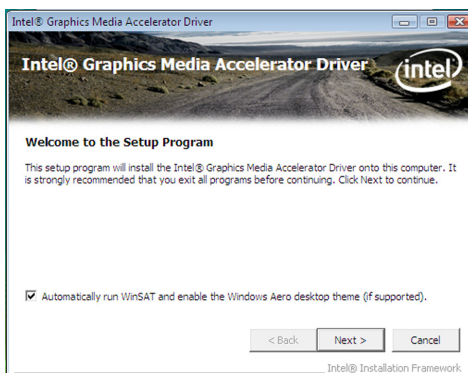 Intel® Graphics Media Accelerator Driver
Intel® Graphics Media Accelerator Driver
intel
Welcome to the Setup Program
This setup program will install the Intel® Graphics Media Accelerator Driver onto this computer. It
is strongly recommended that you exit all programs before continuing. Click Next to continue.
Automatically run WinSAT and enable the Windows Aero desktop theme (if supported).
< Back Next > Cancel
Intel® Installation Framework